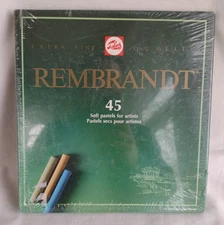 REMBRANDT
45
Soft pastels for artists
Pastels secs pour artistes